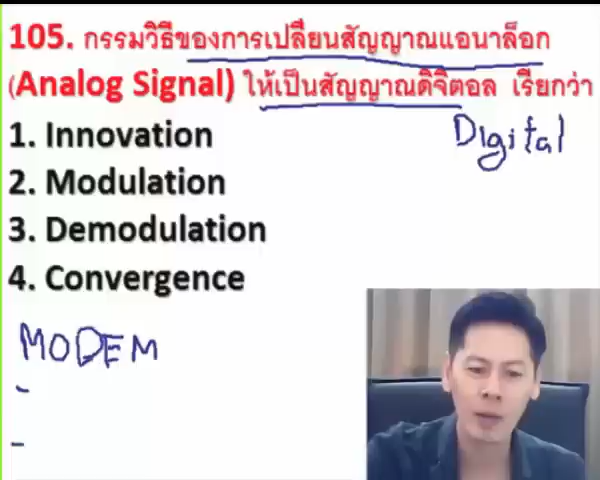 105. กรรมวิธีของการเปลี่ยนสัญญาณแอนาล็อก
(Analog Signal) ให้เป็นสัญญาณดิจิตอล เรียกว่า
1. Innovation
Digital
2. Modulation
3. Demodulation
4. Convergence
MODEM
-
-